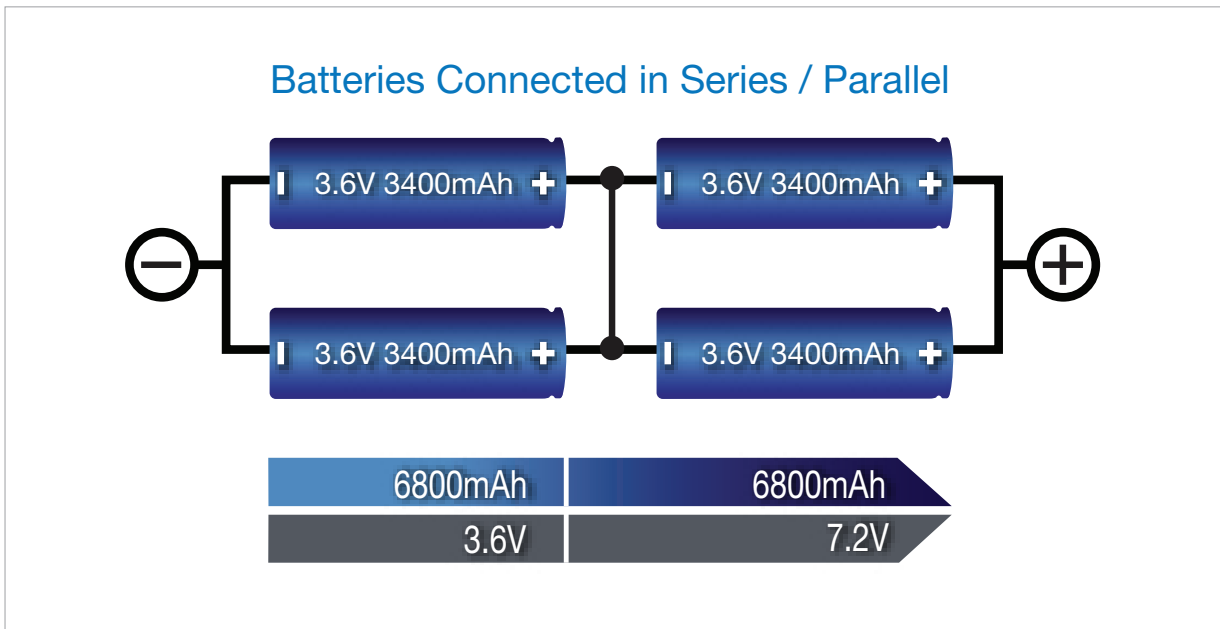 Batteries Connected in Series / Parallel
3.6V 3400mAh
3.6V 3400mAh
3.6V 3400mAh
3.6V 3400mAh
6800mAh
6800mAh
3.6V
7.2V